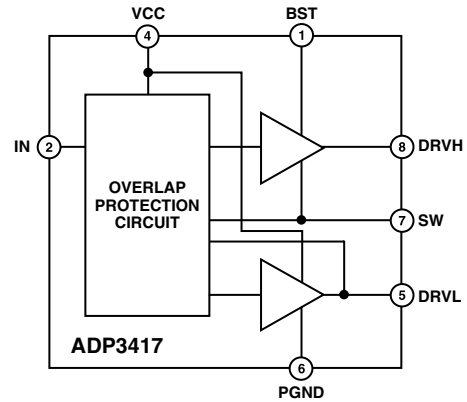 VCC
BST
4
1
IN
2
8
DRVH
OVERLAP
PROTECTION
CIRCUIT
7
SW
5
DRVL
ADP3417
6
PGND